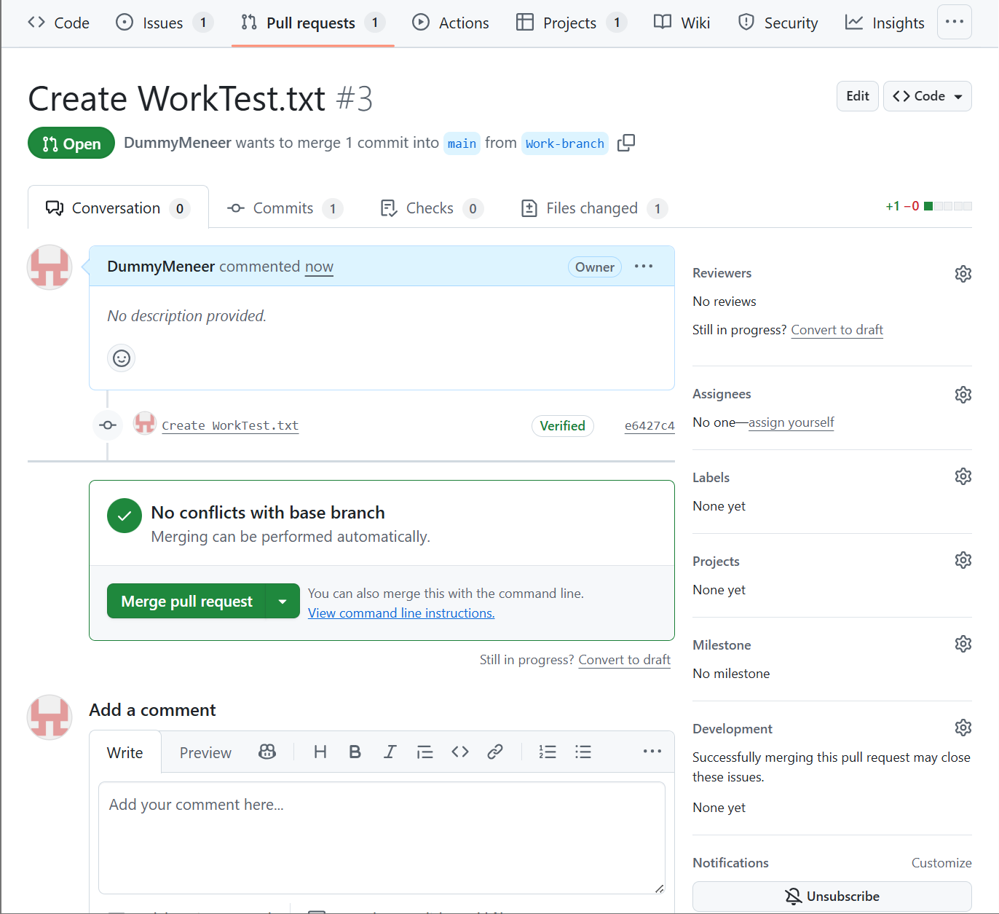 Code Issues 1 Pull requests 1 Actions Projects 1 Wiki Security Insights
Create WorkTest.txt #3
Edit Code
Open DummyMeneer wants to merge 1 commit into main from Work-branch
Conversation 0 Commits 1 Checks 0 Files changed 1 +1 −0
DummyMeneer commented now Owner
No description provided.
Create WorkTest.txt Verified e6427c4
No conflicts with base branch
Merging can be performed automatically.
Merge pull request
You can also merge this with the command line.
View command line instructions.
Still in progress? Convert to draft
Add a comment
Write Preview
Add your comment here...
Reviewers
No reviews
Still in progress? Convert to draft
Assignees
No one—assign yourself
Labels
None yet
Projects
None yet
Milestone
No milestone
Development
Successfully merging this pull request may close
these issues.
None yet
Notifications Customize
Unsubscribe